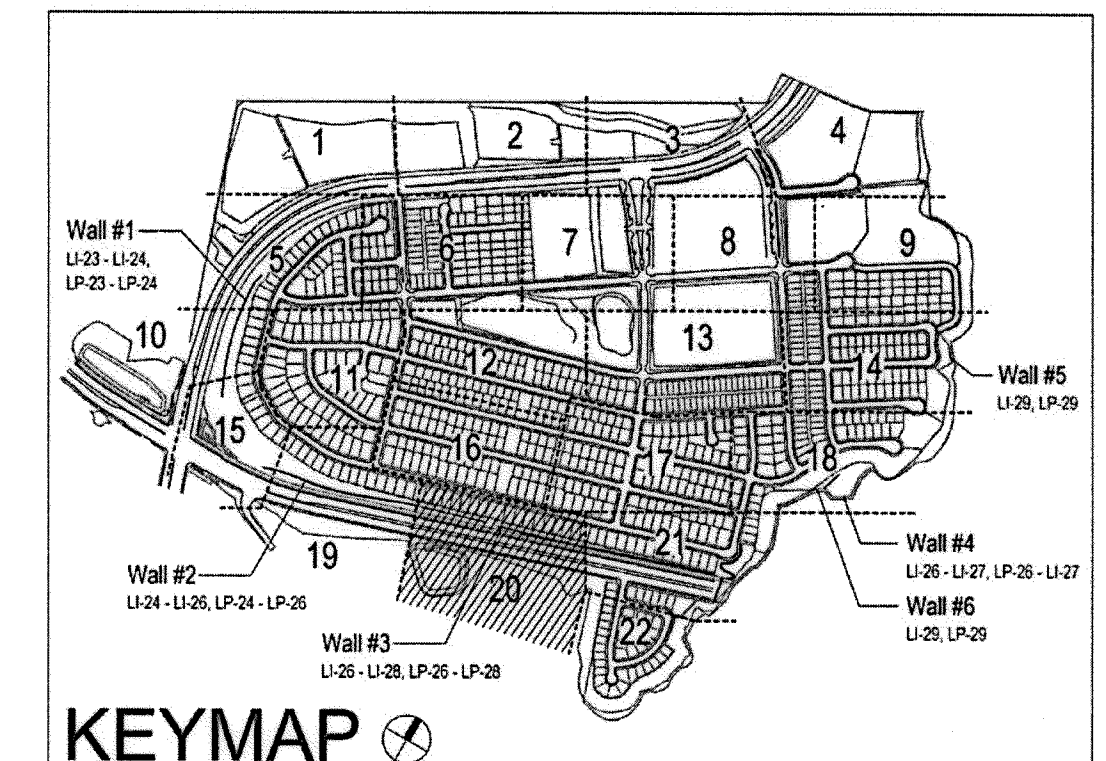 1
2
3
4
Wall #1
LI-23 - LI-24,
LP-23 - LP-24
5
6
7
8
9
10
11
12
13
14
Wall #5
LI-29, LP-29
15
16
17
18
19
20
21
22
Wall #4
LI-26 - LI-27, LP-26 - LI-27
Wall #6
LI-29, LP-29
Wall #2
LI-24 - LI-26, LP-24 - LP-26
Wall #3
LI-26 - LI-28, LP-26 - LP-28
KEYMAP